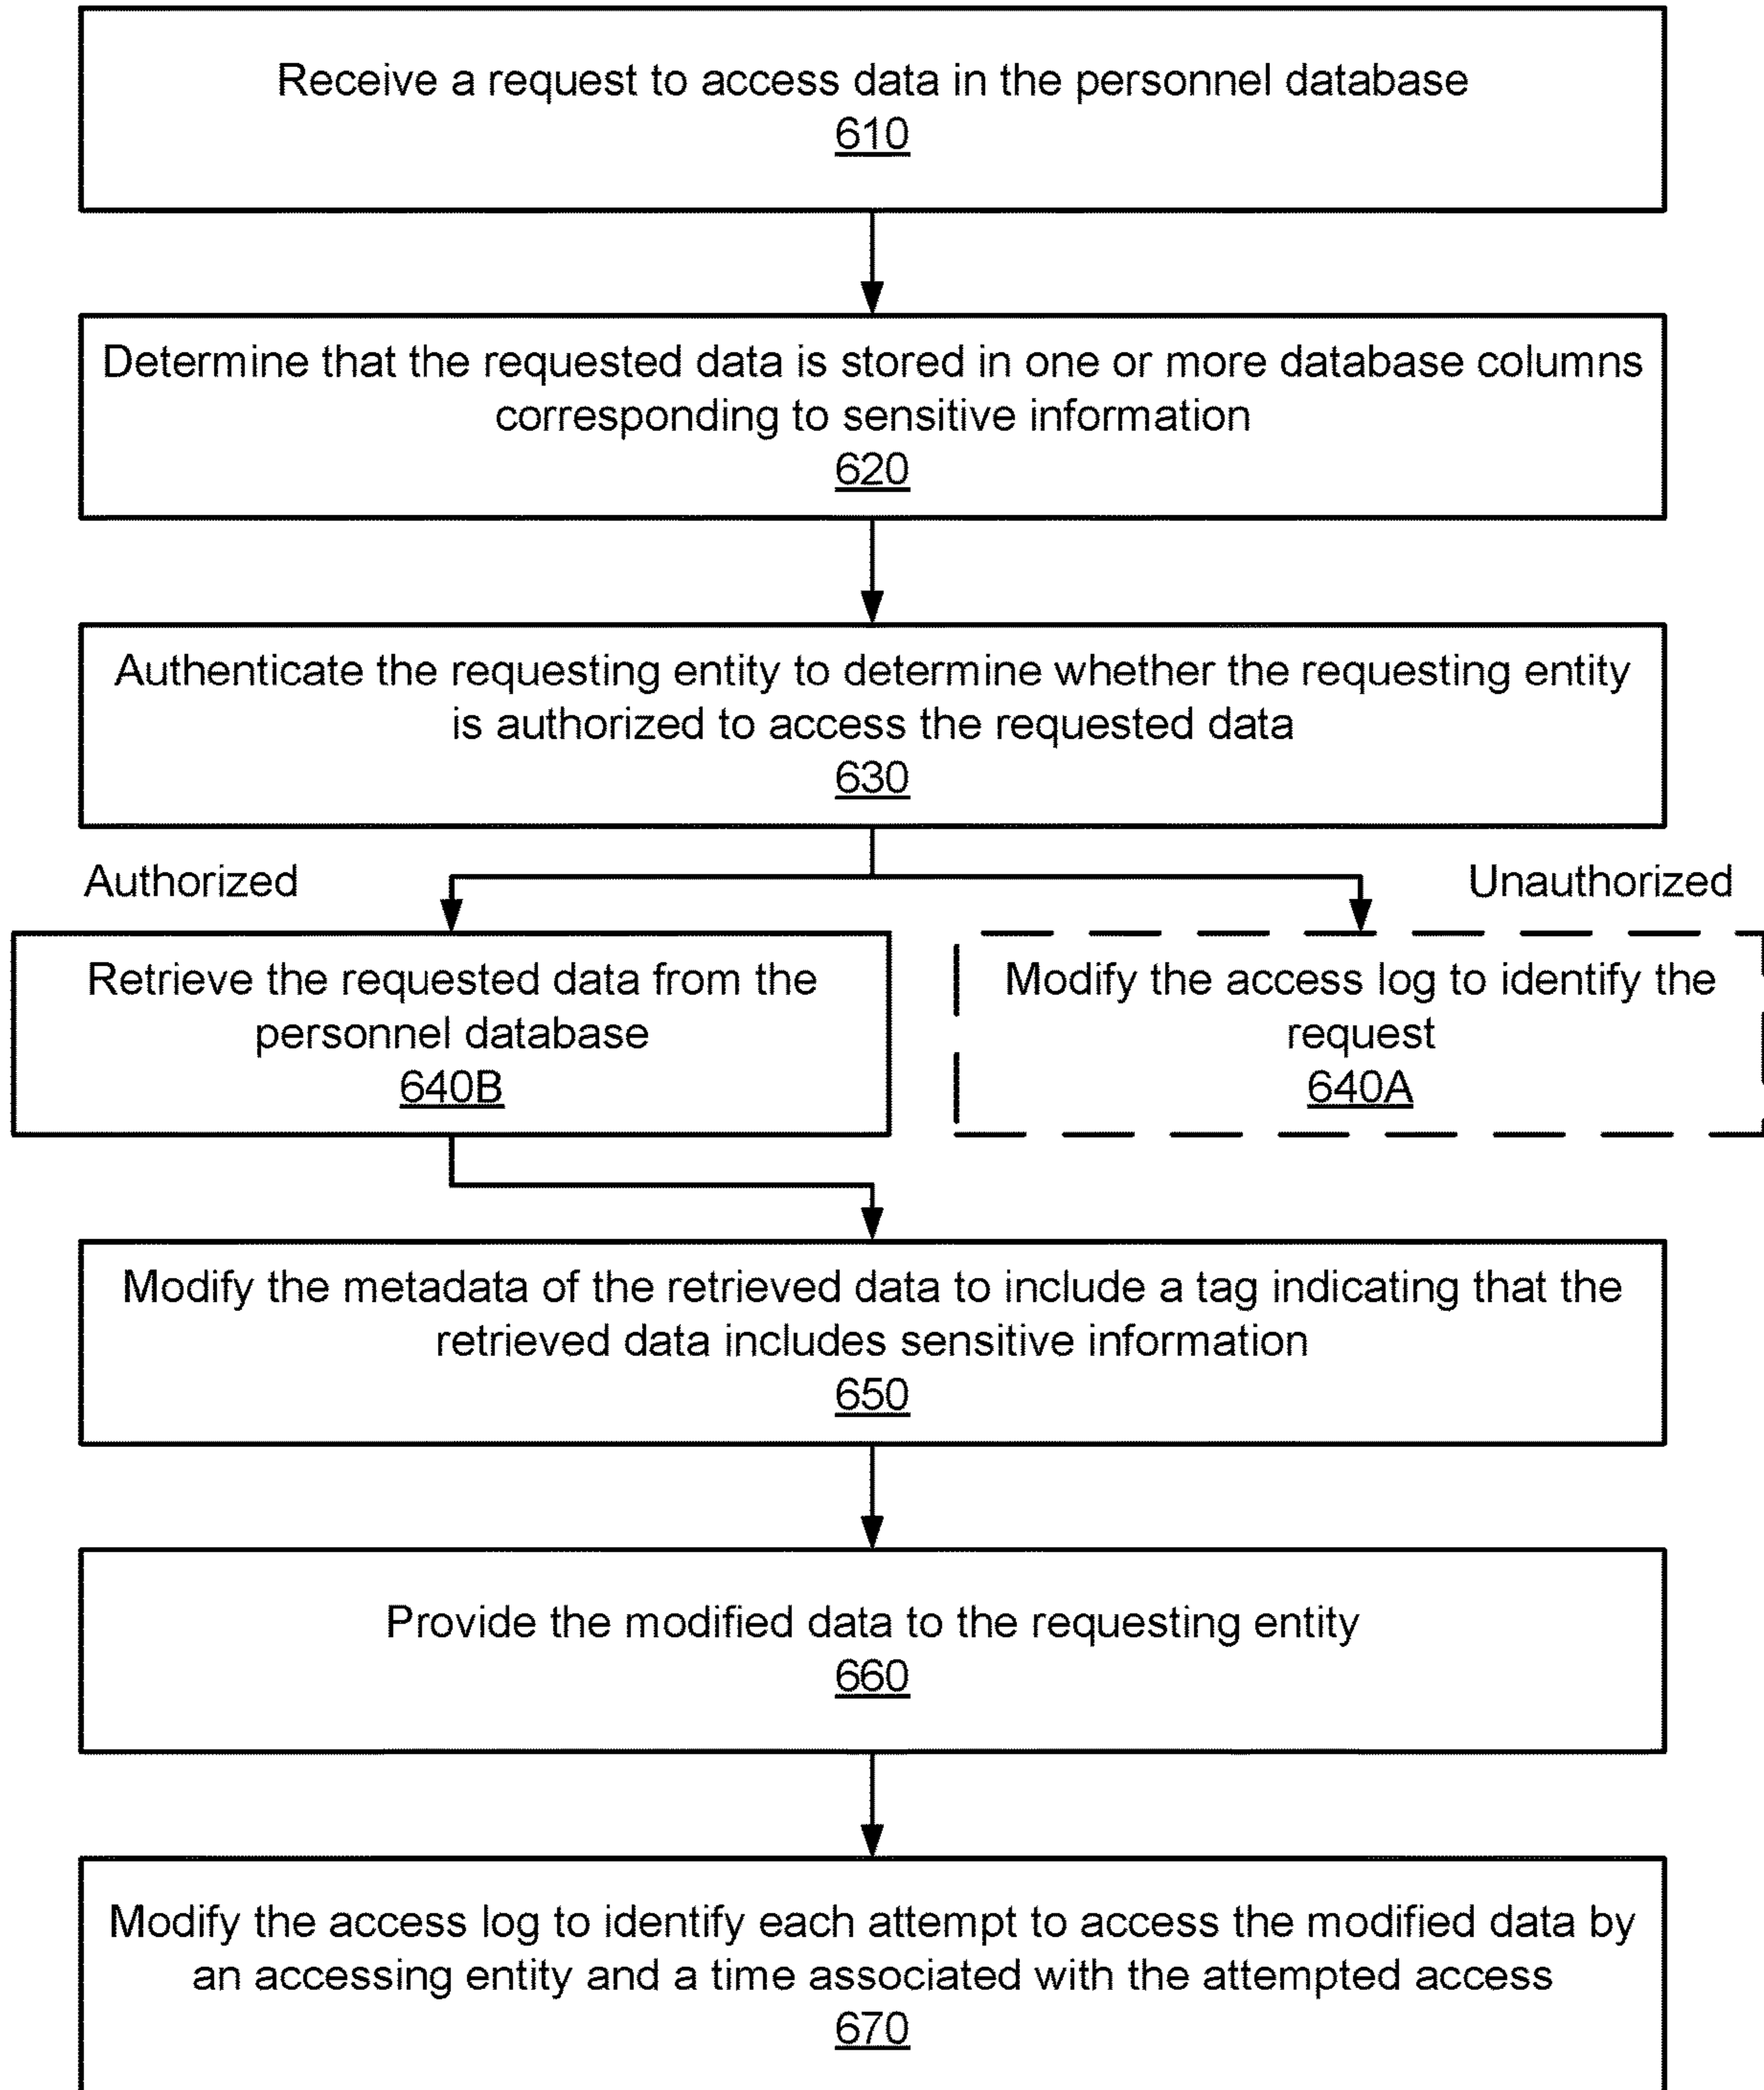 Receive a request to access data in the personnel database
610
Determine that the requested data is stored in one or more database columns
corresponding to sensitive information
620
Authenticate the requesting entity to determine whether the requesting entity
is authorized to access the requested data
630
Authorized
Unauthorized
Retrieve the requested data from the
personnel database
640B
Modify the access log to identify the
request
640A
Modify the metadata of the retrieved data to include a tag indicating that the
retrieved data includes sensitive information
650
Provide the modified data to the requesting entity
660
Modify the access log to identify each attempt to access the modified data by
an accessing entity and a time associated with the attempted access
670